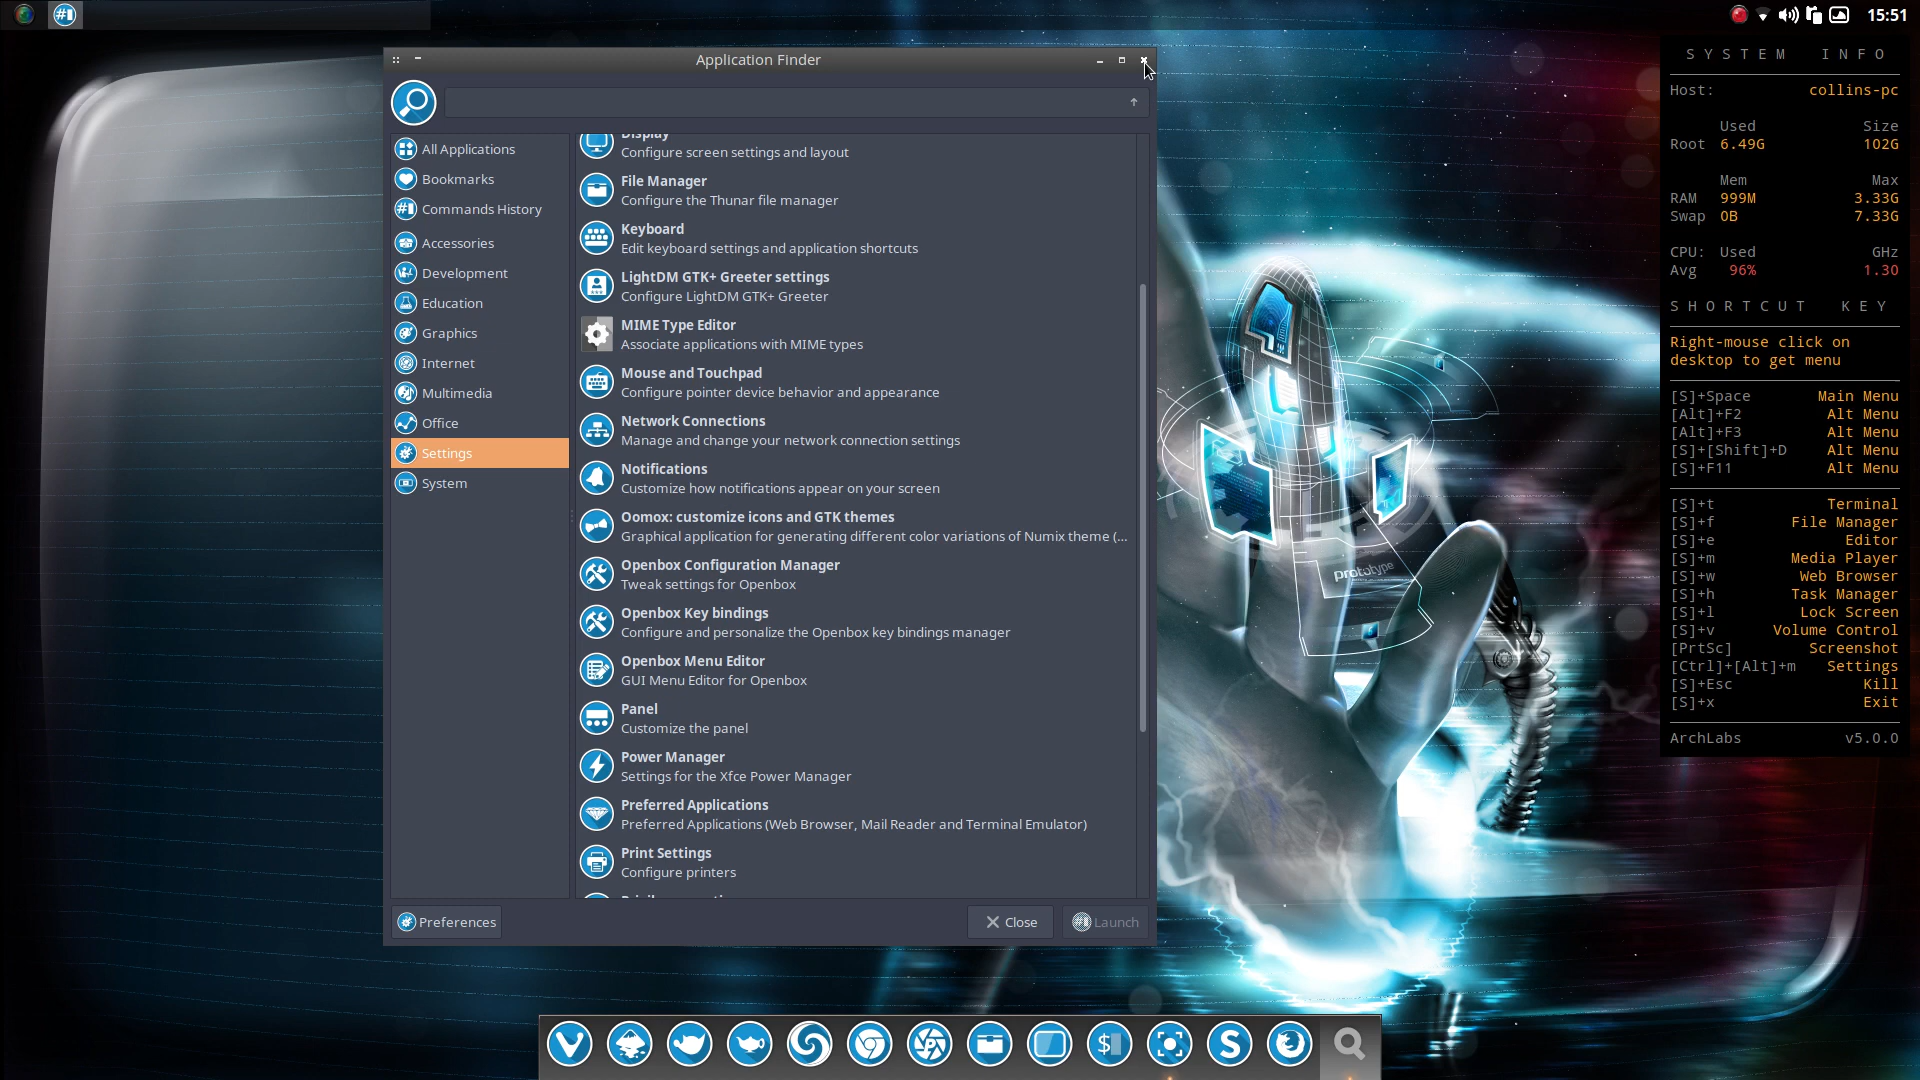 15:51
Application Finder
All Applications
Bookmarks
Commands History
Accessories
Development
Education
Graphics
Internet
Multimedia
Office
Settings
System
Display
Configure screen settings and layout
File Manager
Configure the Thunar file manager
Keyboard
Edit keyboard settings and application shortcuts
LightDM GTK+ Greeter settings
Configure LightDM GTK+ Greeter
MIME Type Editor
Associate applications with MIME types
Mouse and Touchpad
Configure pointer device behavior and appearance
Network Connections
Manage and change your network connection settings
Notifications
Customize how notifications appear on your screen
Oomox: customize icons and GTK themes
Graphical application for generating different color variations of Numix theme (...
Openbox Configuration Manager
Tweak settings for Openbox
Openbox Key bindings
Configure and personalize the Openbox key bindings manager
Openbox Menu Editor
GUI Menu Editor for Openbox
Panel
Customize the panel
Power Manager
Settings for the Xfce Power Manager
Preferred Applications
Preferred Applications (Web Browser, Mail Reader and Terminal Emulator)
Print Settings
Configure printers
Preferences
Close
Launch
prototype
SYSTEM INFO
Host: collins-pc
Used Size
Root 6.49G 102G
Mem Max
RAM 999M 3.33G
Swap 0B 7.33G
CPU: Used GHz
Avg 96% 1.30
SHORTCUT KEY
Right-mouse click on
desktop to get menu
[S]+Space Main Menu
[Alt]+F2 Alt Menu
[Alt]+F3 Alt Menu
[S]+[Shift]+D Alt Menu
[S]+F11 Alt Menu
[S]+t Terminal
[S]+f File Manager
[S]+e Editor
[S]+m Media Player
[S]+w Web Browser
[S]+h Task Manager
[S]+l Lock Screen
[S]+v Volume Control
[PrtSc] Screenshot
[Ctrl]+[Alt]+m Settings
[S]+Esc Kill
[S]+x Exit
ArchLabs v5.0.0